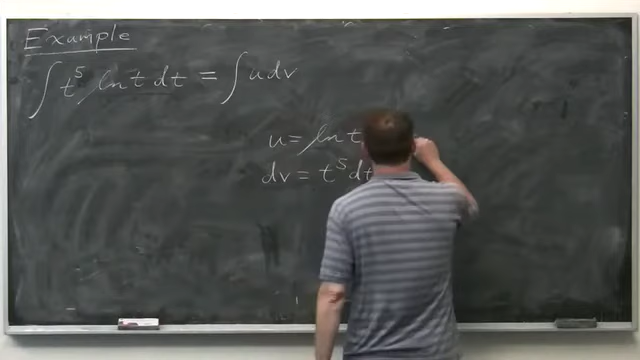 Example
∫ t⁵ ln t dt = ∫ u dv
u = ln t
dv = t⁵ dt